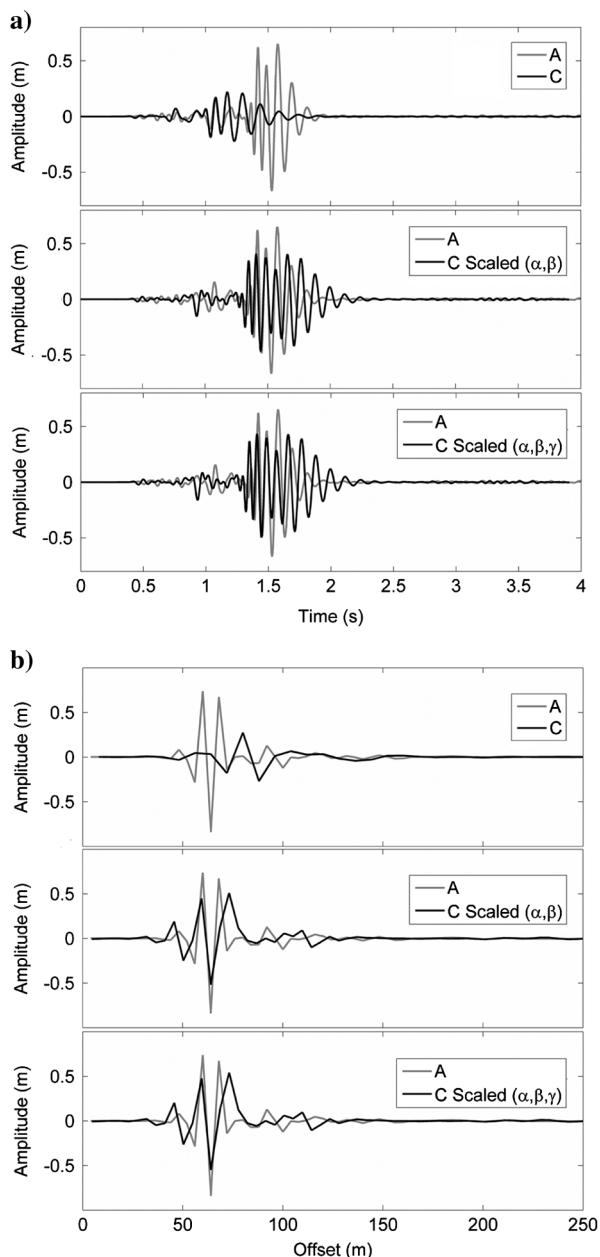 a)
0.5
0
-0.5
Amplitude (m)
A
C
0.5
0
-0.5
Amplitude (m)
A
C Scaled (α,β)
0.5
0
-0.5
Amplitude (m)
A
C Scaled (α,β,γ)
0 0.5 1 1.5 2 2.5 3 3.5 4
Time (s)
b)
0.5
0
-0.5
Amplitude (m)
A
C
0.5
0
-0.5
Amplitude (m)
A
C Scaled (α,β)
0.5
0
-0.5
Amplitude (m)
A
C Scaled (α,β,γ)
0 50 100 150 200 250
Offset (m)